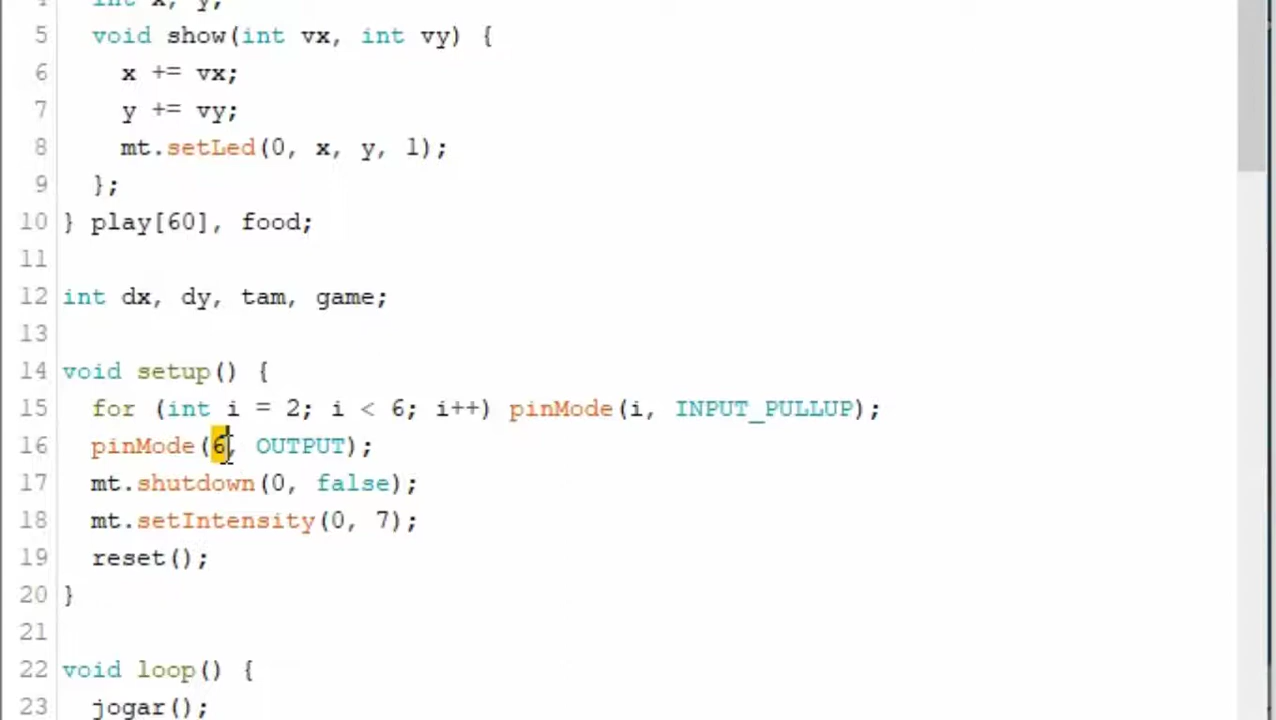 4 int x, y;
5 void show(int vx, int vy) {
6 x += vx;
7 y += vy;
8 mt.setLed(0, x, y, 1);
9 };
10 } play[60], food;
11
12 int dx, dy, tam, game;
13
14 void setup() {
15 for (int i = 2; i < 6; i++) pinMode(i, INPUT_PULLUP);
16 pinMode(6, OUTPUT);
17 mt.shutdown(0, false);
18 mt.setIntensity(0, 7);
19 reset();
20 }
21
22 void loop() {
23 jogar();